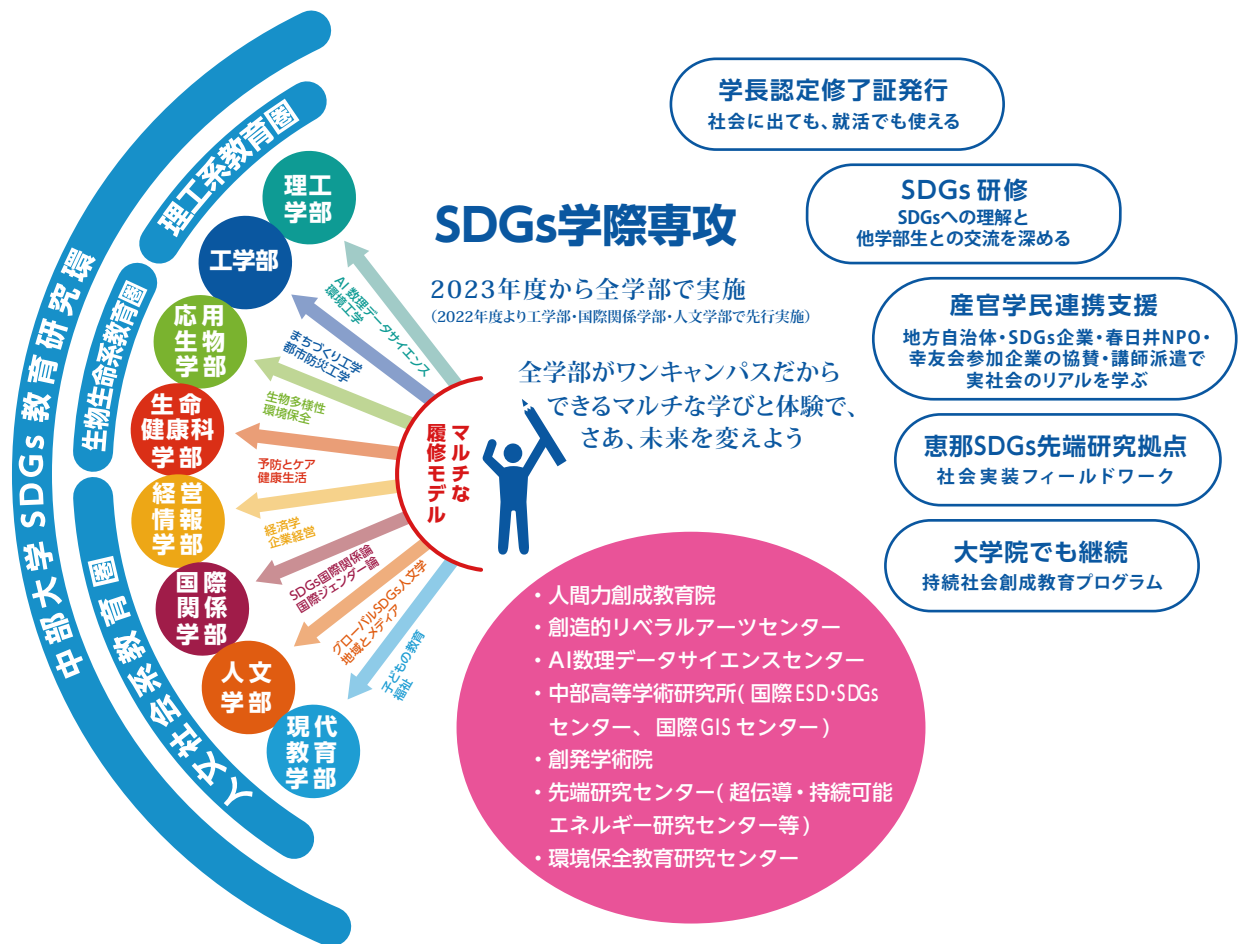 中部大学SDGs教育研究環
理工系教育圏
生物生命系教育圏
人文社会系教育圏
理工
学部
工学部
応用
生物
学部
生命
健康科
学部
経営
情報
学部
国際
関係
学部
人文
学部
現代
教育
学部
AI 数理データサイエンス
環境工学
まちづくり工学
都市防災工学
生物多様性
環境保全
予防とケア
健康生活
経済学
企業経営
SDGs国際関係論
国際ジェンダー論
グローバルSDGs人文学
地域とメディア
子どもの教育
福祉
マルチな
履修モデル
SDGs学際専攻
2023年度から全学部で実施
(2022年度より工学部・国際関係学部・人文学部で先行実施)
全学部がワンキャンパスだから
できるマルチな学びと体験で、
さあ、未来を変えよう
学長認定修了証発行
社会に出ても、就活でも使える
SDGs 研修
SDGsへの理解と
他学部生との交流を深める
産官学民連携支援
地方自治体・SDGs企業・春日井NPO・
幸友会参加企業の協賛・講師派遣で
実社会のリアルを学ぶ
恵那SDGs先端研究拠点
社会実装フィールドワーク
大学院でも継続
持続社会創成教育プログラム
・人間力創成教育院
・創造的リベラルアーツセンター
・AI数理データサイエンスセンター
・中部高等学術研究所( 国際ESD・SDGs
センター、国際GIS センター )
・創発学術院
・先端研究センター( 超伝導・持続可能
エネルギー研究センター等 )
・環境保全教育研究センター